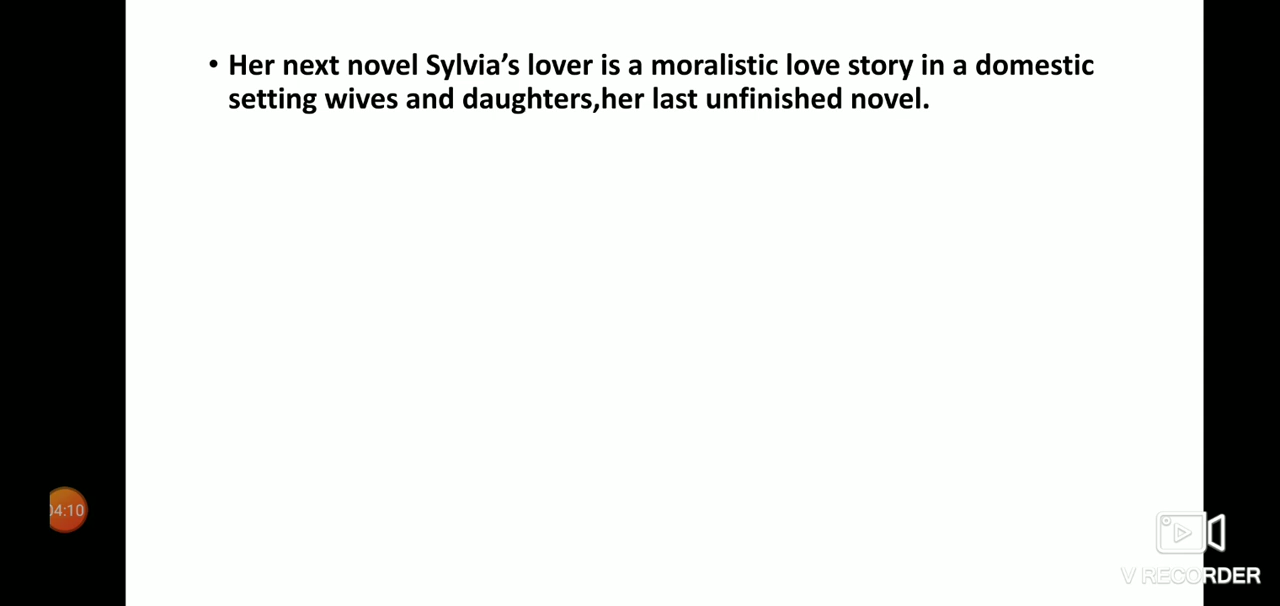 • Her next novel Sylvia’s lover is a moralistic love story in a domestic
setting wives and daughters,her last unfinished novel.
04:10
V RECORDER